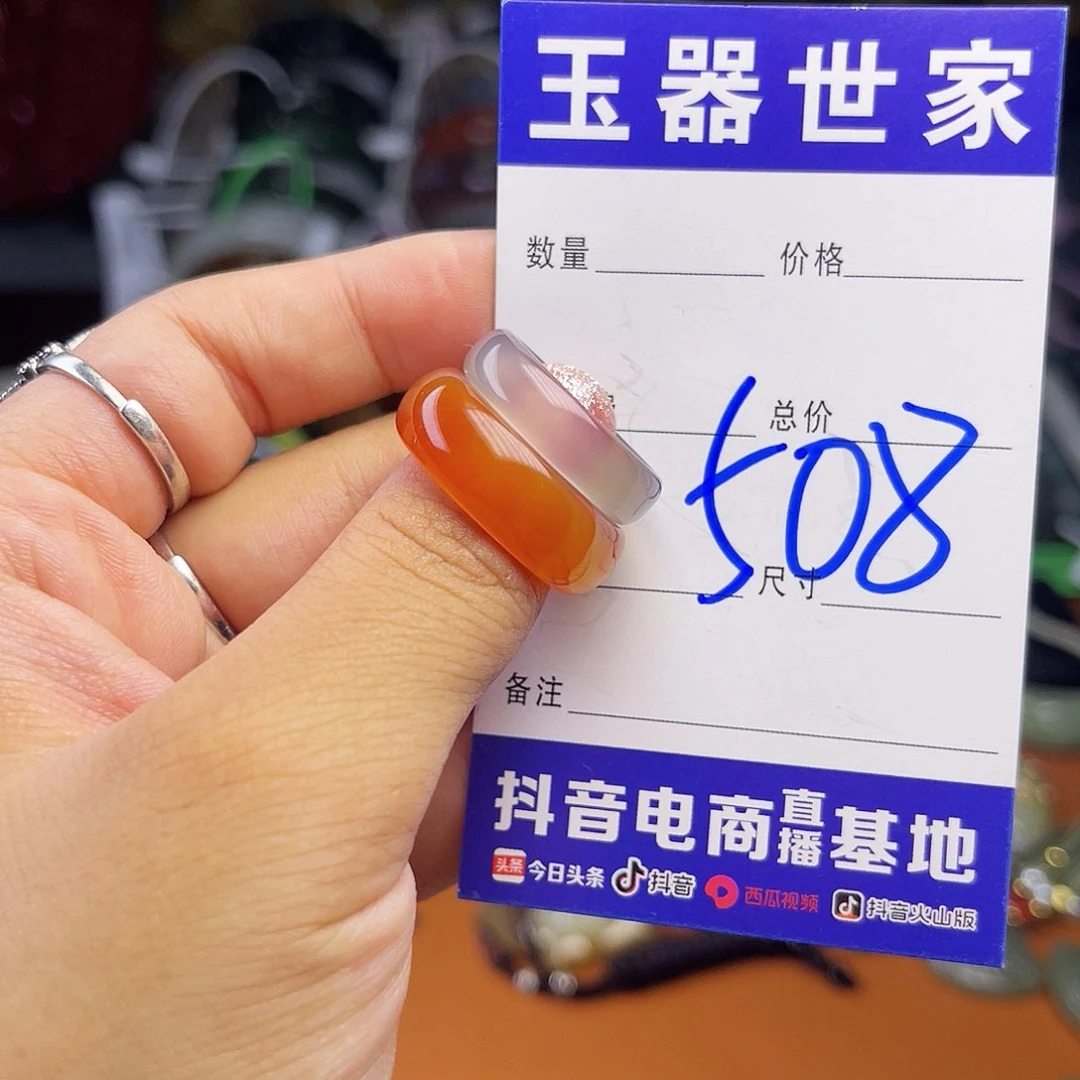 玉器世家
数量 价格
总价
508
尺寸
备注
抖音电商直播基地
头条 今日头条 抖音 西瓜视频 抖音火山版